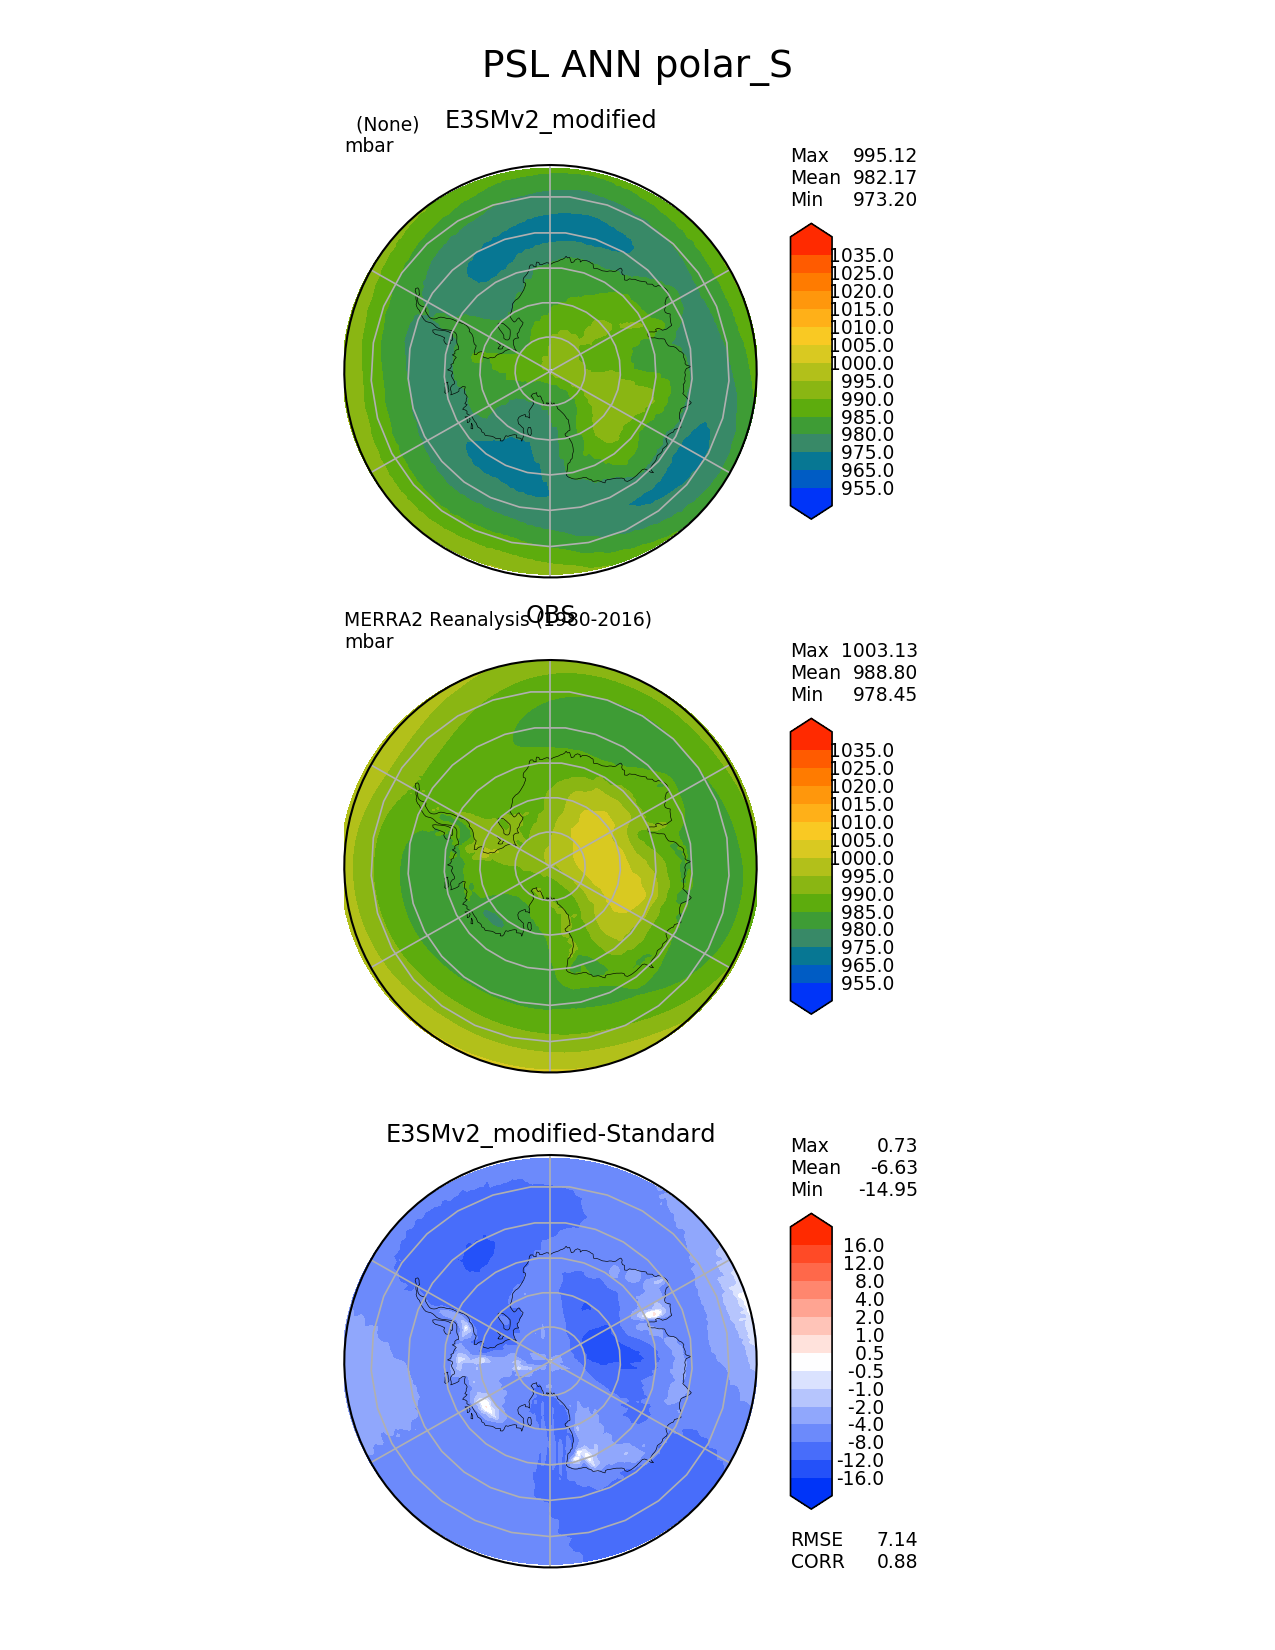 PSL ANN polar_S
(None)
E3SMv2_modified
mbar
Max 995.12
Mean 982.17
Min 973.20
1035.0
1025.0
1020.0
1015.0
1010.0
1005.0
1000.0
995.0
990.0
985.0
980.0
975.0
965.0
955.0
OBS
MERRA2 Reanalysis (1980-2016)
mbar
Max 1003.13
Mean 988.80
Min 978.45
1035.0
1025.0
1020.0
1015.0
1010.0
1005.0
1000.0
995.0
990.0
985.0
980.0
975.0
965.0
955.0
E3SMv2_modified-Standard
Max 0.73
Mean -6.63
Min -14.95
16.0
12.0
8.0
4.0
2.0
1.0
0.5
-0.5
-1.0
-2.0
-4.0
-8.0
-12.0
-16.0
RMSE 7.14
CORR 0.88